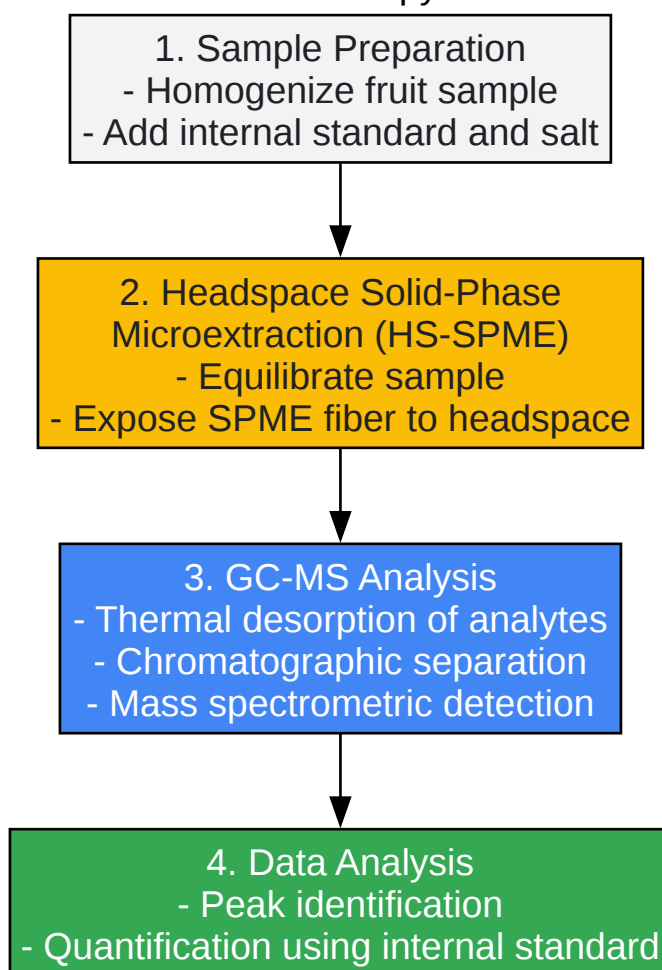 1. Sample Preparation
- Homogenize fruit sample
- Add internal standard and salt
2. Headspace Solid-Phase
Microextraction (HS-SPME)
- Equilibrate sample
- Expose SPME fiber to headspace
3. GC-MS Analysis
- Thermal desorption of analytes
- Chromatographic separation
- Mass spectrometric detection
4. Data Analysis
- Peak identification
- Quantification using internal standard